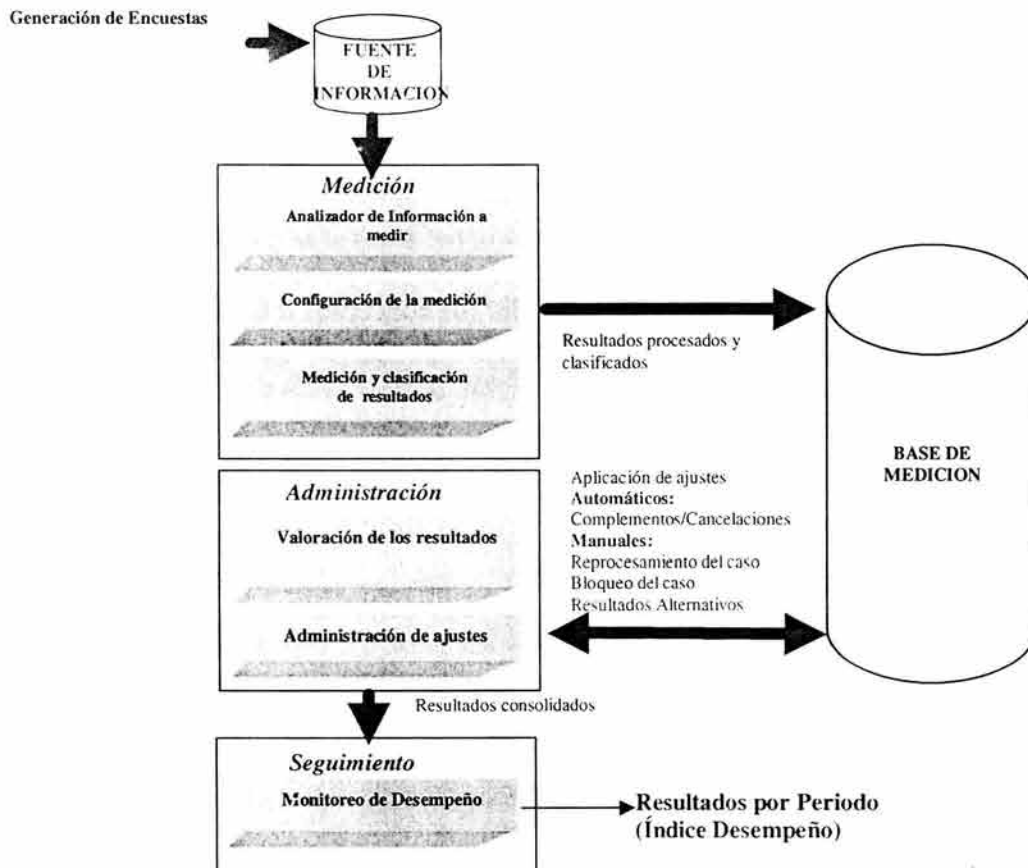 Generación de Encuestas
FUENTE
DE
INFORMACION
Medición
Analizador de Información a
medir
Configuración de la medición
Medición y clasificación
de resultados
Resultados procesados y
clasificados
BASE DE
MEDICION
Administración
Valoración de los resultados
Administración de ajustes
Aplicación de ajustes
Automáticos:
Complementos/Cancelaciones
Manuales:
Reprocesamiento del caso
Bloqueo del caso
Resultados Alternativos
Resultados consolidados
Seguimiento
Monitoreo de Desempeño
Resultados por Periodo
(Índice Desempeño)